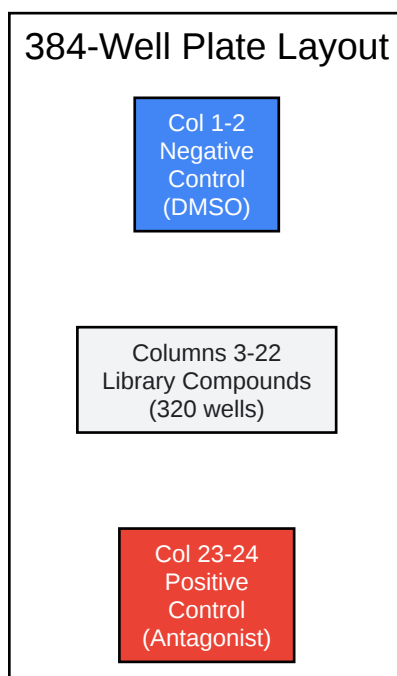 384-Well Plate Layout
Col 1-2
Negative
Control
(DMSO)
Columns 3-22
Library Compounds
(320 wells)
Col 23-24
Positive
Control
(Antagonist)